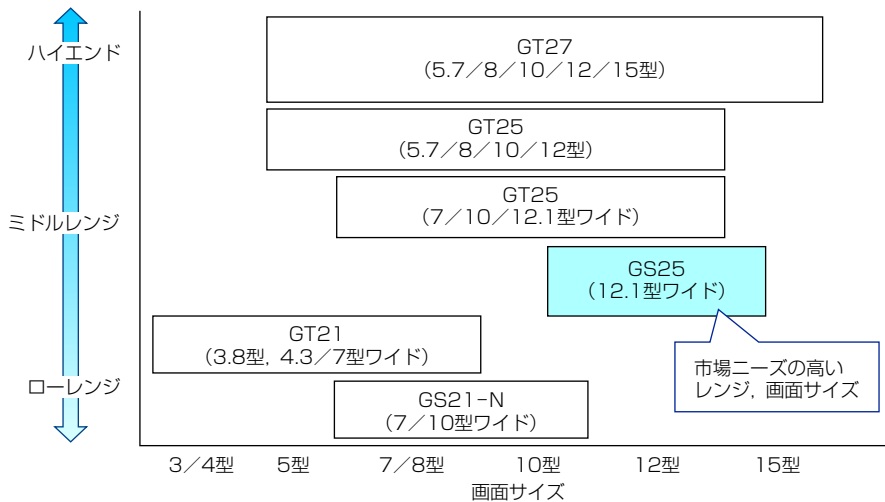 ハイエンド
GT27
（5.7／8／10／12／15型）
GT25
（5.7／8／10／12型）
GT25
（7／10／12.1型ワイド）
ミドルレンジ
GS25
（12.1型ワイド）
GT21
（3.8型，4.3／7型ワイド）
市場ニーズの高い
レンジ，画面サイズ
ローレンジ
GS21−N
（7／10型ワイド）
3／4型 5型 7／8型 10型 12型 15型
画面サイズ